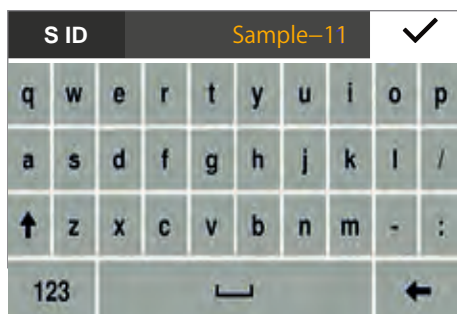 S ID Sample–11
q w e r t y u i o p
a s d f g h j k l /
z x c v b n m - :
123